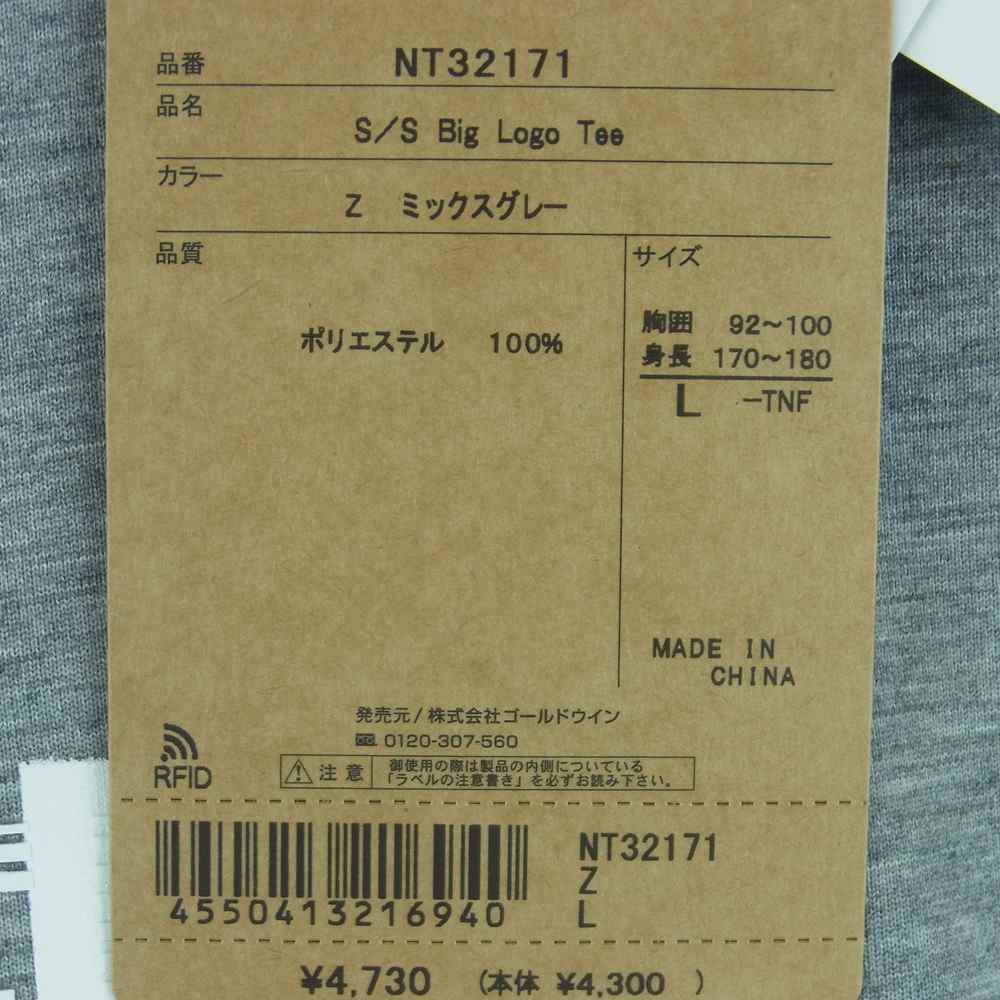 品番 NT32171
品名
S/S Big Logo Tee
カラー
Z ミックスグレー
品質
ポリエステル 100%
サイズ
胸囲 92～100
身長 170～180
L -TNF
MADE IN
CHINA
発売元/株式会社ゴールドウイン
0120-307-560
RFID
注意
御使用の際は製品の内側についている
「ラベルの注意書き」を必ずお読み下さい。
4550413216940
NT32171
Z
L
¥4,730 (本体 ¥4,300 )